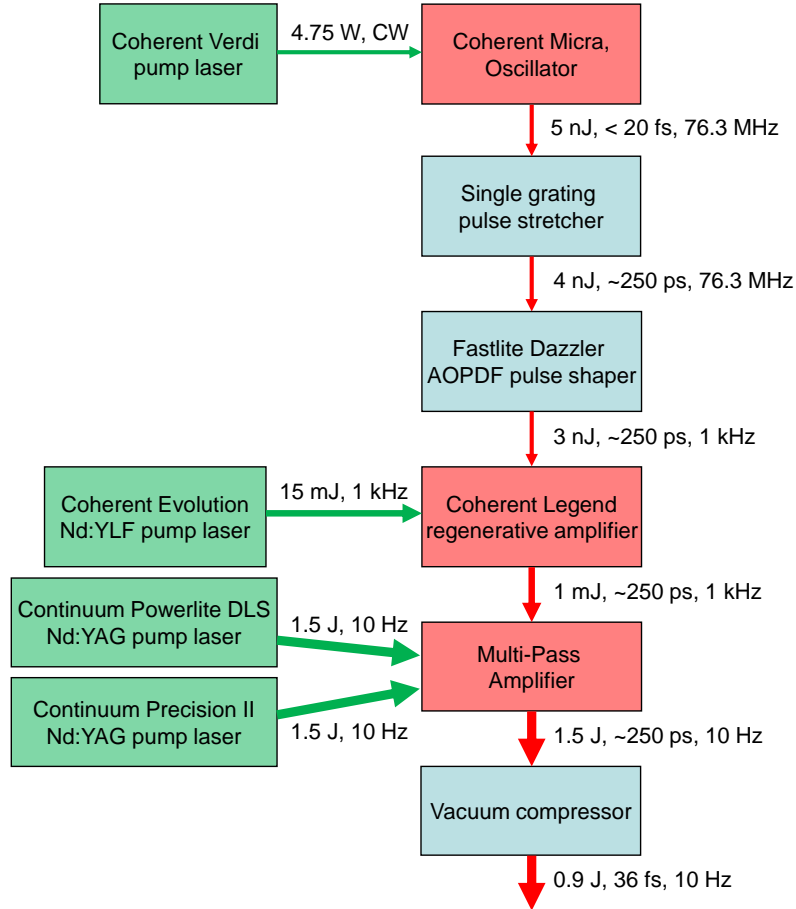 Coherent Verdi
pump laser
4.75 W, CW
Coherent Micra,
Oscillator
5 nJ, < 20 fs, 76.3 MHz
Single grating
pulse stretcher
4 nJ, ~250 ps, 76.3 MHz
Fastlite Dazzler
AOPDF pulse shaper
3 nJ, ~250 ps, 1 kHz
Coherent Evolution
Nd:YLF pump laser
15 mJ, 1 kHz
Coherent Legend
regenerative amplifier
1 mJ, ~250 ps, 1 kHz
Continuum Powerlite DLS
Nd:YAG pump laser
1.5 J, 10 Hz
Multi-Pass
Amplifier
Continuum Precision II
Nd:YAG pump laser
1.5 J, 10 Hz
1.5 J, ~250 ps, 10 Hz
Vacuum compressor
0.9 J, 36 fs, 10 Hz